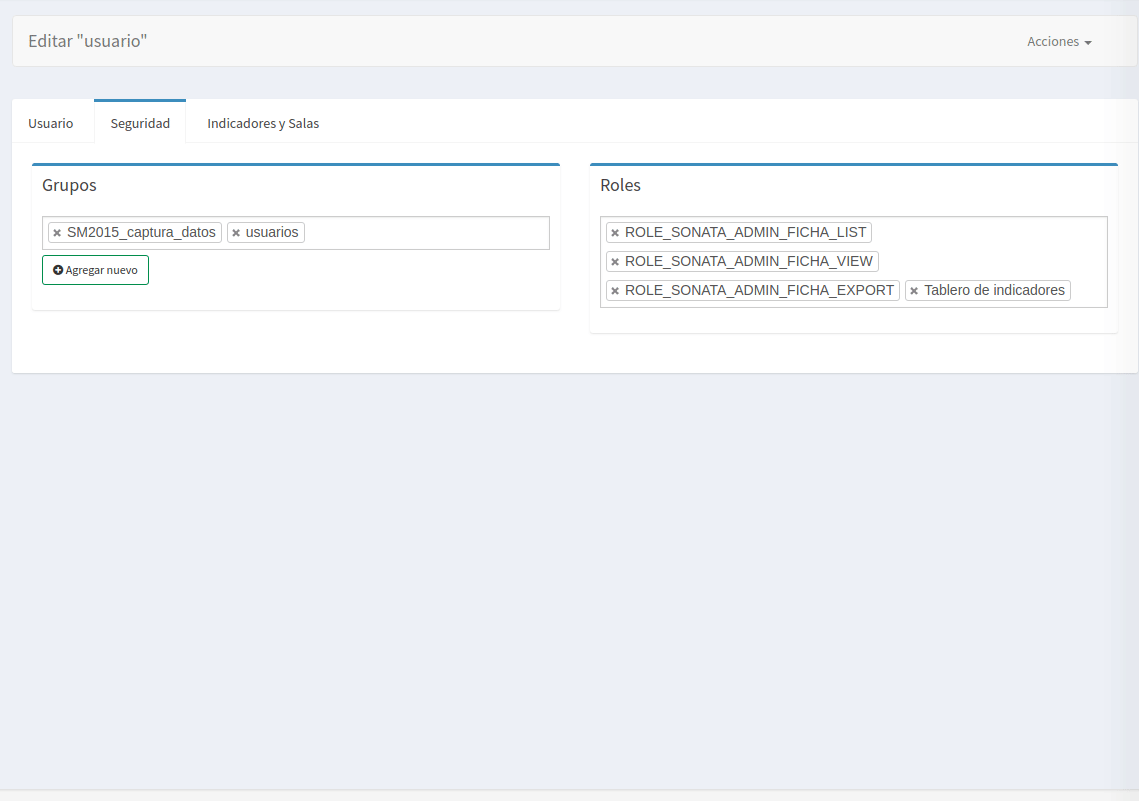 Editar "usuario"
Acciones
Usuario
Seguridad
Indicadores y Salas
Grupos
× SM2015_captura_datos × usuarios
Agregar nuevo
Roles
× ROLE_SONATA_ADMIN_FICHA_LIST
× ROLE_SONATA_ADMIN_FICHA_VIEW
× ROLE_SONATA_ADMIN_FICHA_EXPORT × Tablero de indicadores